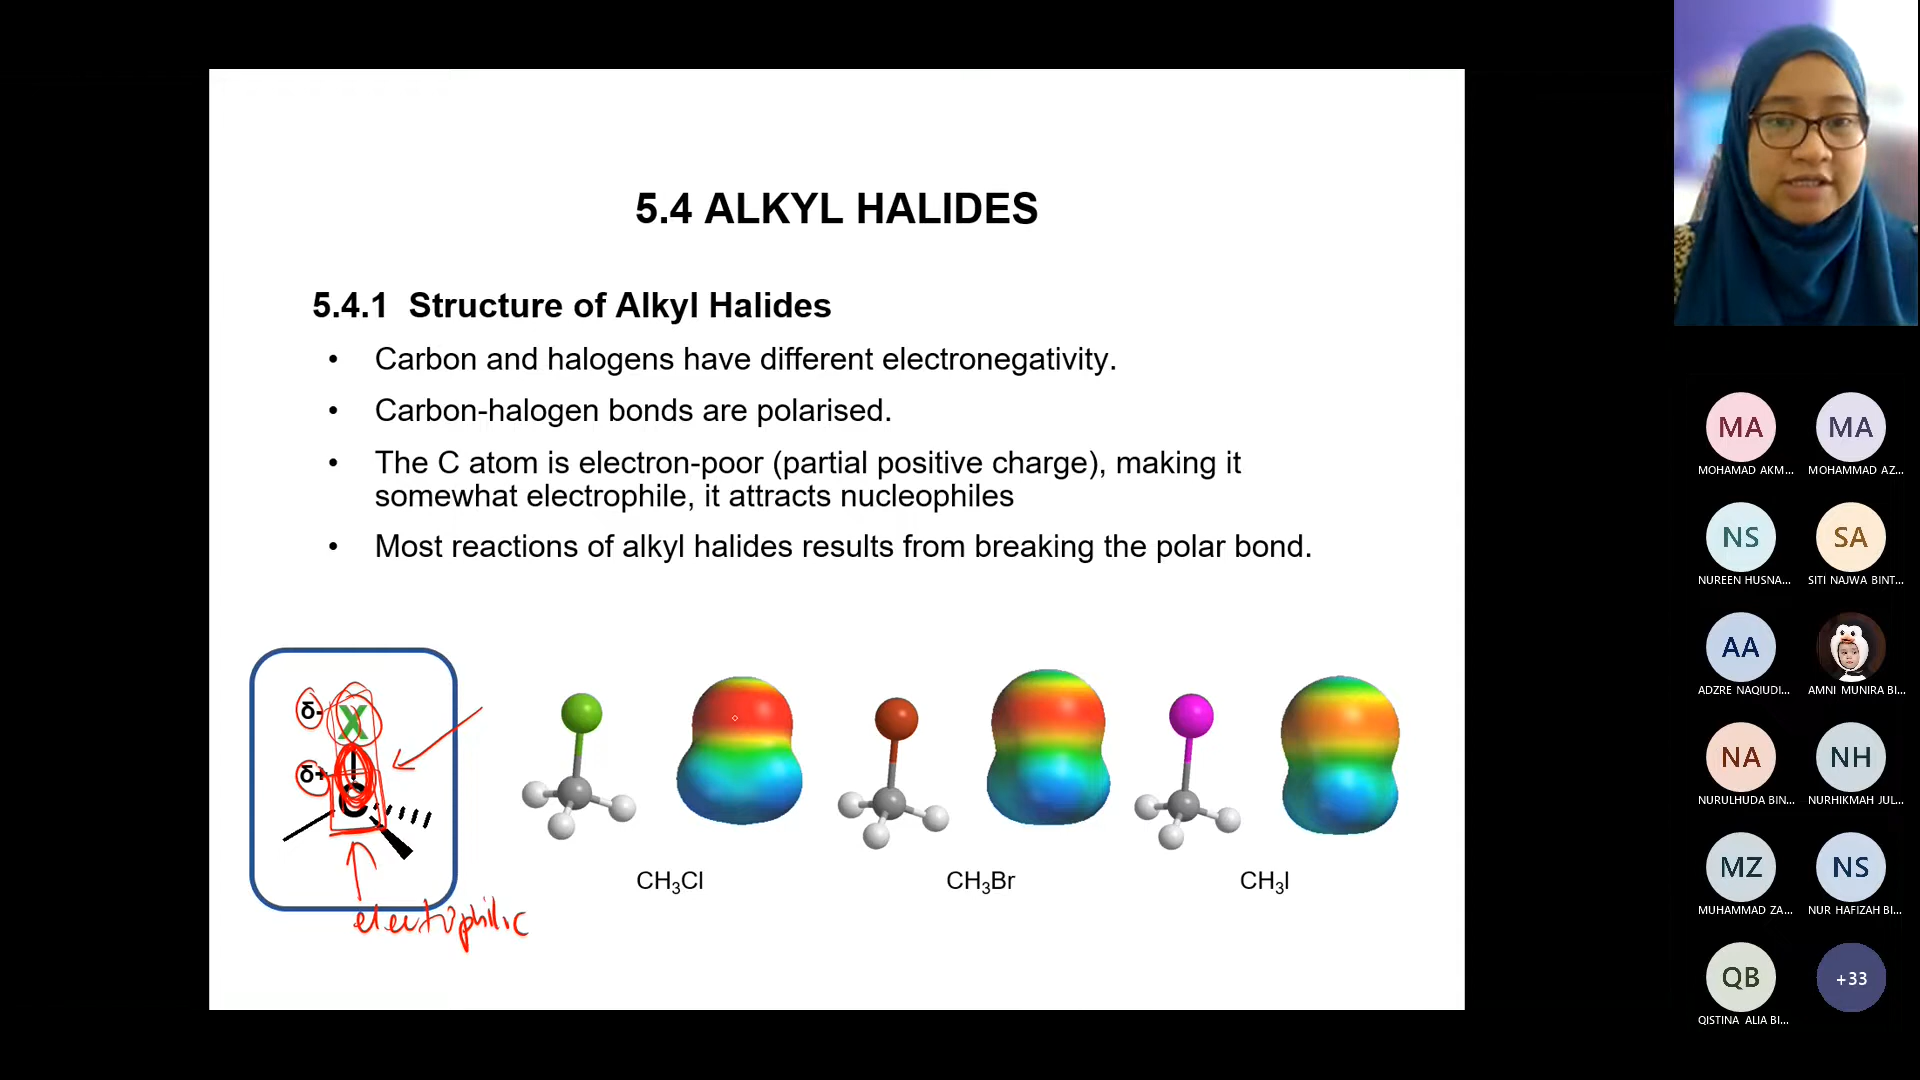 5.4 ALKYL HALIDES
5.4.1 Structure of Alkyl Halides
• Carbon and halogens have different electronegativity.
• Carbon-halogen bonds are polarised.
• The C atom is electron-poor (partial positive charge), making it
somewhat electrophile, it attracts nucleophiles
• Most reactions of alkyl halides results from breaking the polar bond.
δ- X
δ+
C
electrophilic
CH₃Cl
CH₃Br
CH₃I
MA
MOHAMAD AKM...
MA
MOHAMMAD AZ...
NS
NUREEN HUSNA...
SA
SITI NAJWA BINT...
AA
ADZRE NAQIUDI...
AMNI MUNIRA BI...
NA
NURULHUDA BIN...
NH
NURHIKMAH JUL...
MZ
MUHAMMAD ZA...
NS
NUR HAFIZAH BI...
QB
QISTINA ALIA BI...
+33